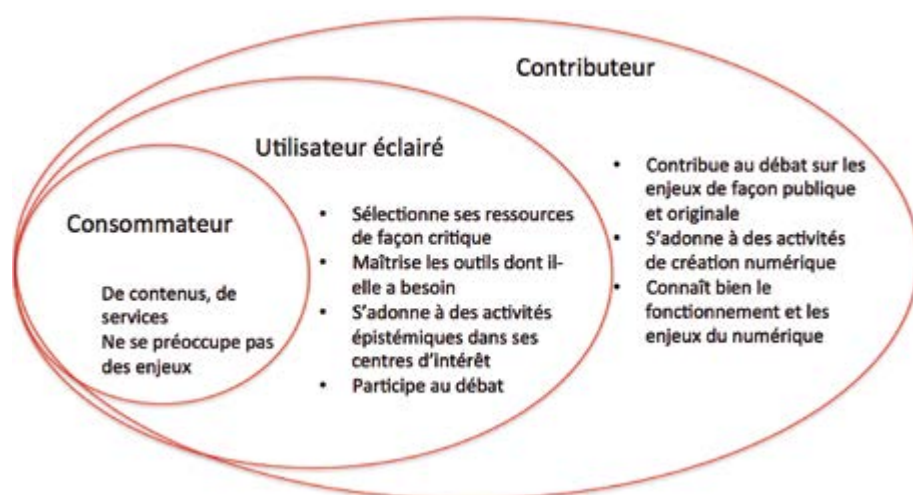 Contributeur
Utilisateur éclairé
Consommateur
De contenus, de
services
Ne se préoccupe pas
des enjeux
• Sélectionne ses ressources
de façon critique
• Maîtrise les outils dont il-
elle a besoin
• S'adonne à des activités
épistémiques dans ses
centres d'intérêt
• Participe au débat
• Contribue au débat sur les
enjeux de façon publique
et originale
• S'adonne à des activités
de création numérique
• Connaît bien le
fonctionnement et les
enjeux du numérique